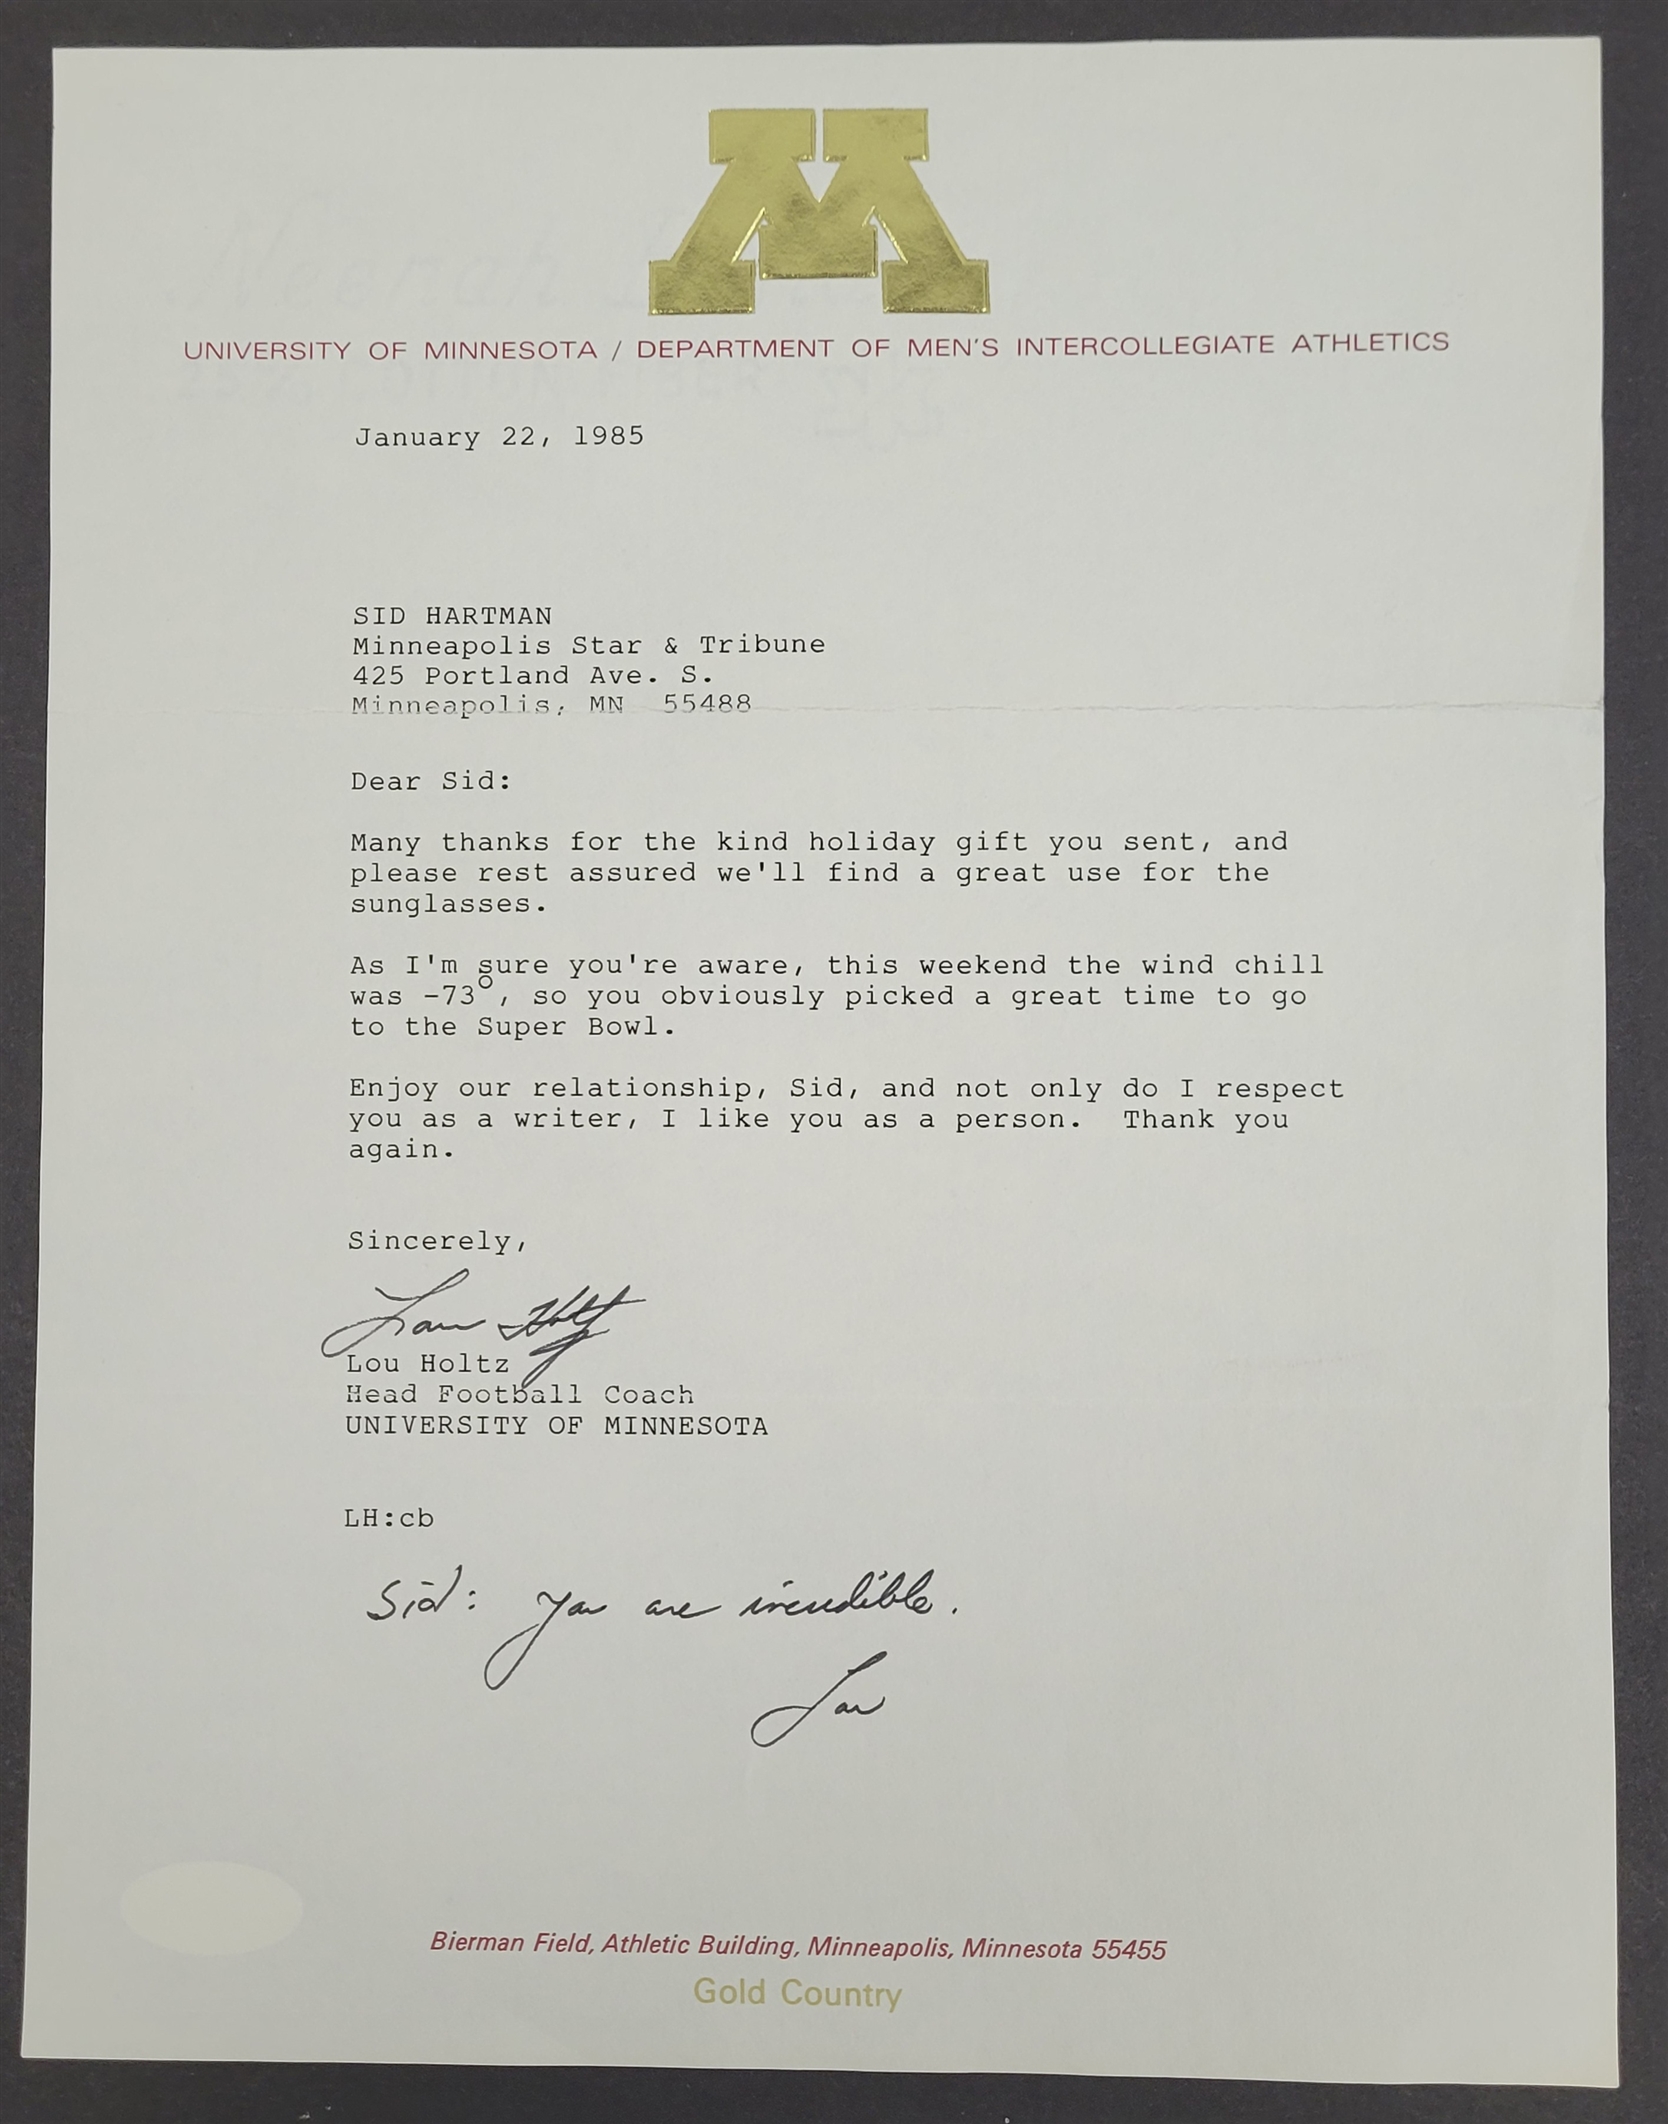 M
UNIVERSITY OF MINNESOTA / DEPARTMENT OF MEN'S INTERCOLLEGIATE ATHLETICS
January 22, 1985
SID HARTMAN
Minneapolis Star & Tribune
425 Portland Ave. S.
Minneapolis, MN 55488
Dear Sid:
Many thanks for the kind holiday gift you sent, and
please rest assured we'll find a great use for the
sunglasses.
As I'm sure you're aware, this weekend the wind chill
was -73°, so you obviously picked a great time to go
to the Super Bowl.
Enjoy our relationship, Sid, and not only do I respect
you as a writer, I like you as a person. Thank you
again.
Sincerely,
Lou Holtz
Lou Holtz
Head Football Coach
UNIVERSITY OF MINNESOTA
LH:cb
Sid: You are incredible.
Lou
Bierman Field, Athletic Building, Minneapolis, Minnesota 55455
Gold Country